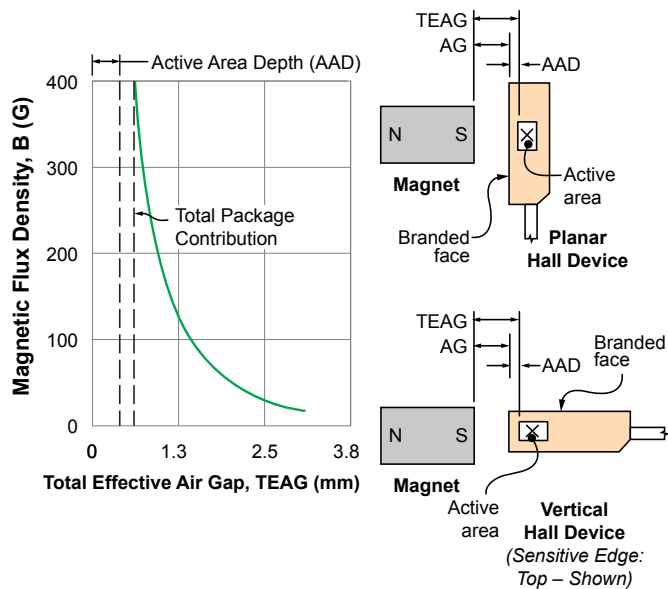 Active Area Depth (AAD)
400
300
200
100
0
Magnetic Flux Density, B (G)
Total Package
Contribution
0
1.3
2.5
3.8
Total Effective Air Gap, TEAG (mm)
TEAG
AG
AAD
N
S
Magnet
Active
area
Branded
face
Planar
Hall Device
TEAG
AG
AAD
Branded
face
N
S
Magnet
Active
area
Vertical
Hall Device
(Sensitive Edge:
Top – Shown)